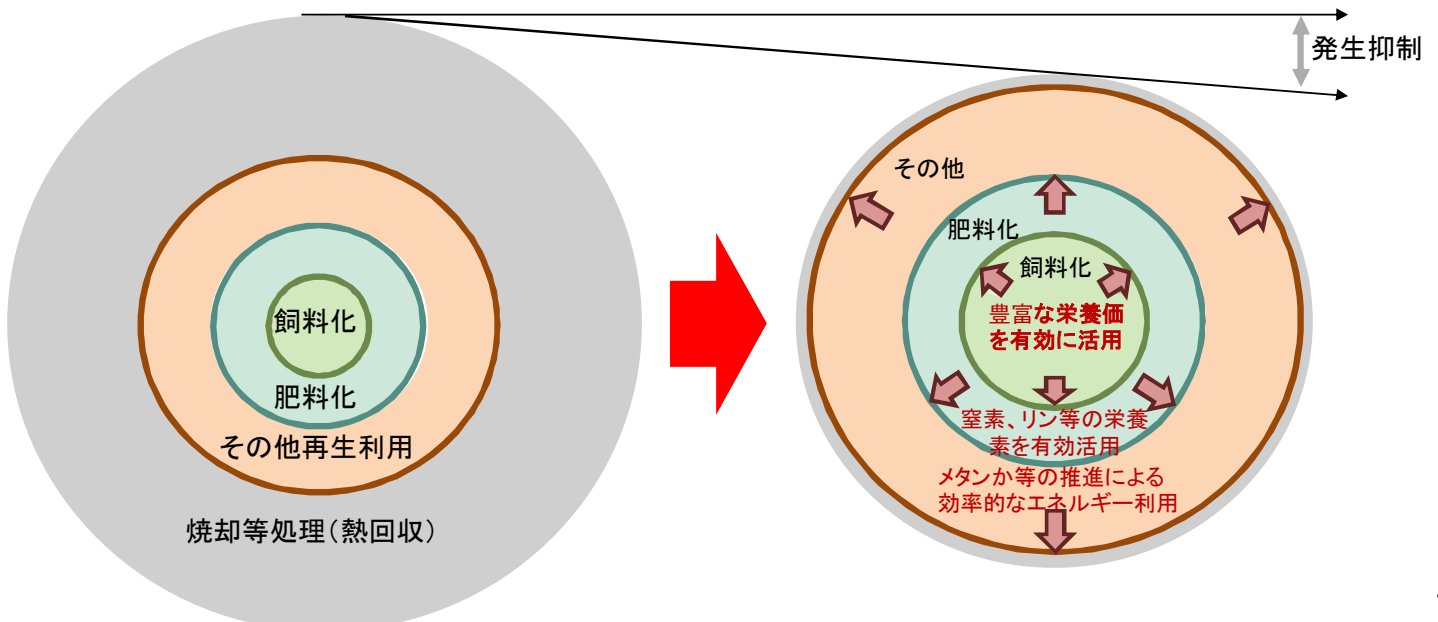 発生抑制
飼料化
肥料化
その他再生利用
焼却等処理(熱回収)
その他
肥料化
飼料化
豊富な栄養価
を有効に活用
窒素、リン等の栄養
素を有効活用
メタンか等の推進による
効率的なエネルギー利用